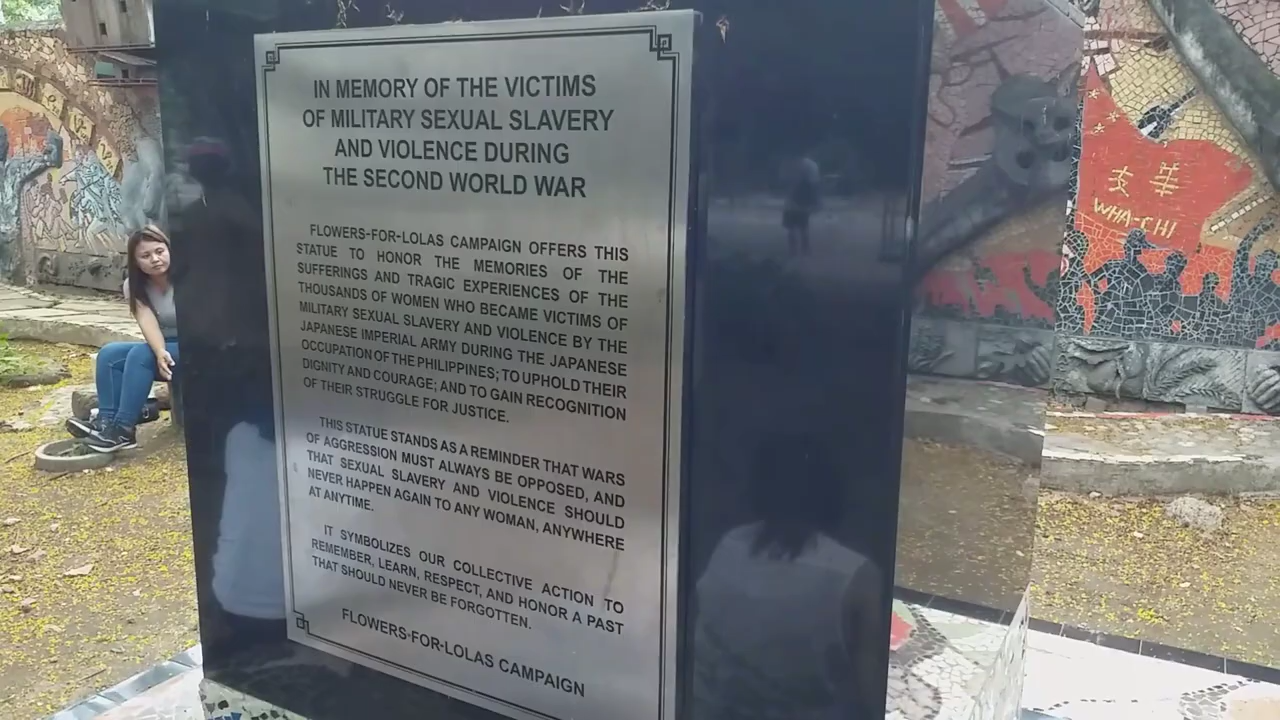 IN MEMORY OF THE VICTIMS
OF MILITARY SEXUAL SLAVERY
AND VIOLENCE DURING
THE SECOND WORLD WAR
FLOWERS-FOR-LOLAS CAMPAIGN OFFERS THIS
STATUE TO HONOR THE MEMORIES OF THE
SUFFERINGS AND TRAGIC EXPERIENCES OF THE
THOUSANDS OF WOMEN WHO BECAME VICTIMS OF
MILITARY SEXUAL SLAVERY AND VIOLENCE BY THE
JAPANESE IMPERIAL ARMY DURING THE JAPANESE
OCCUPATION OF THE PHILIPPINES; TO UPHOLD THEIR
DIGNITY AND COURAGE; AND TO GAIN RECOGNITION
OF THEIR STRUGGLE FOR JUSTICE.
THIS STATUE STANDS AS A REMINDER THAT WARS
OF AGGRESSION MUST ALWAYS BE OPPOSED, AND
THAT SEXUAL SLAVERY AND VIOLENCE SHOULD
NEVER HAPPEN AGAIN TO ANY WOMAN, ANYWHERE
AT ANYTIME.
IT SYMBOLIZES OUR COLLECTIVE ACTION TO
REMEMBER, LEARN, RESPECT, AND HONOR A PAST
THAT SHOULD NEVER BE FORGOTTEN.
FLOWERS-FOR-LOLAS CAMPAIGN
支 華
WHA-CHI